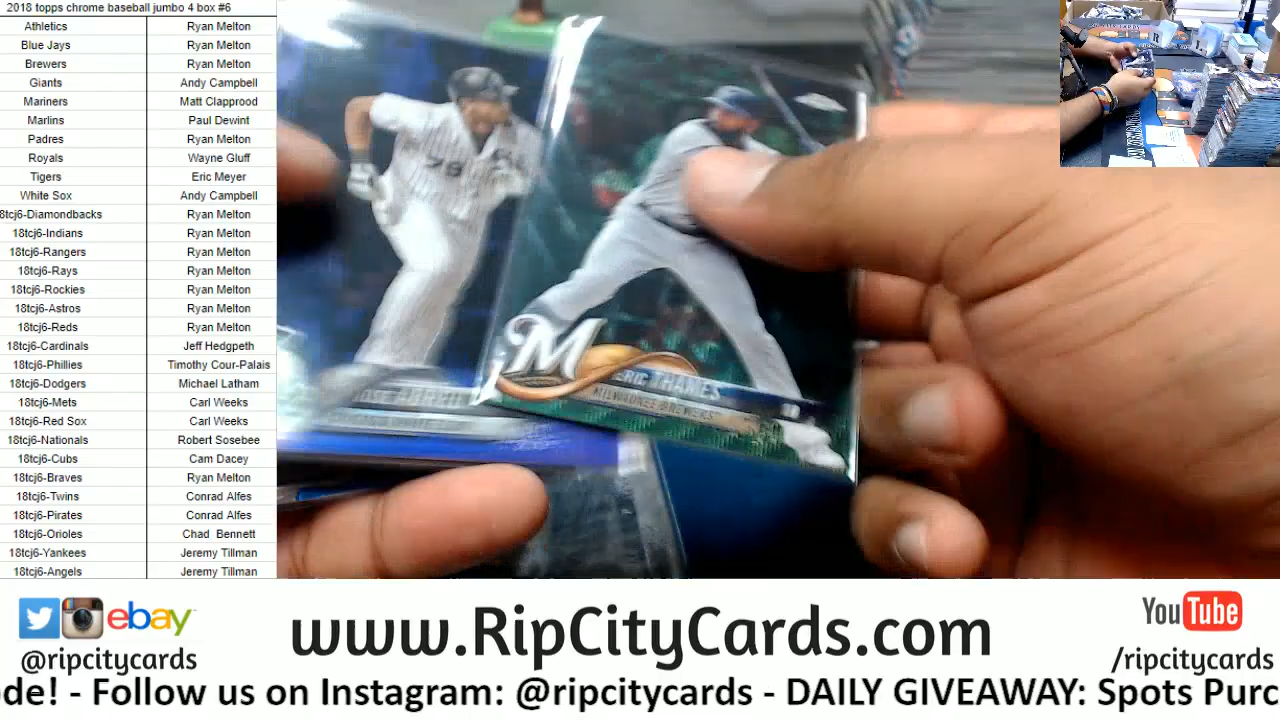 2018 topps chrome baseball jumbo 4 box #6
Athletics Ryan Melton
Blue Jays Ryan Melton
Brewers Ryan Melton
Giants Andy Campbell
Mariners Matt Clapprood
Marlins Paul Dewint
Padres Ryan Melton
Royals Wayne Gluff
Tigers Eric Meyer
White Sox Andy Campbell
8tcj6-Diamondbacks Ryan Melton
18tcj6-Indians Ryan Melton
18tcj6-Rangers Ryan Melton
18tcj6-Rays Ryan Melton
18tcj6-Rockies Ryan Melton
18tcj6-Astros Ryan Melton
18tcj6-Reds Ryan Melton
18tcj6-Cardinals Jeff Hedgpeth
18tcj6-Phillies Timothy Cour-Palais
18tcj6-Dodgers Michael Latham
18tcj6-Mets Carl Weeks
18tcj6-Red Sox Carl Weeks
18tcj6-Nationals Robert Sosebee
18tcj6-Cubs Cam Dacey
18tcj6-Braves Ryan Melton
18tcj6-Twins Conrad Alfes
18tcj6-Pirates Conrad Alfes
18tcj6-Orioles Chad Bennett
18tcj6-Yankees Jeremy Tillman
18tcj6-Angels Jeremy Tillman
M
ERIC THAMES
MILWAUKEE BREWERS
ebay
@ripcitycards
www.RipCityCards.com
YouTube
/ripcitycards
ode! - Follow us on Instagram: @ripcitycards - DAILY GIVEAWAY: Spots Purc